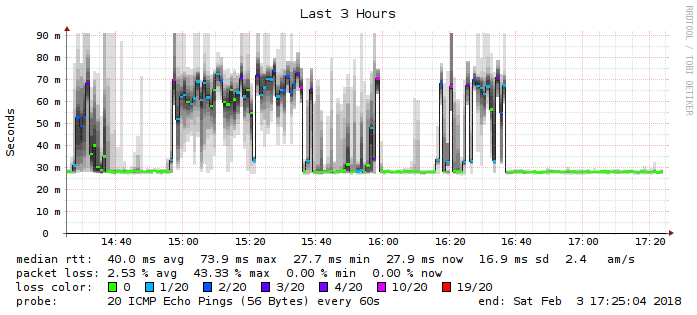 Last 3 Hours
RRDTOOL / TOBI OETIKER
Seconds
90 m
80 m
70 m
60 m
50 m
40 m
30 m
20 m
10 m
0
14:40 15:00 15:20 15:40 16:00 16:20 16:40 17:00 17:20
median rtt: 40.0 ms avg 73.9 ms max 27.7 ms min 27.9 ms now 16.9 ms sd 2.4 am/s
packet loss: 2.53 % avg 43.33 % max 0.00 % min 0.00 % now
loss color: 0 1/20 2/20 3/20 4/20 10/20 19/20
probe: 20 ICMP Echo Pings (56 Bytes) every 60s end: Sat Feb 3 17:25:04 2018